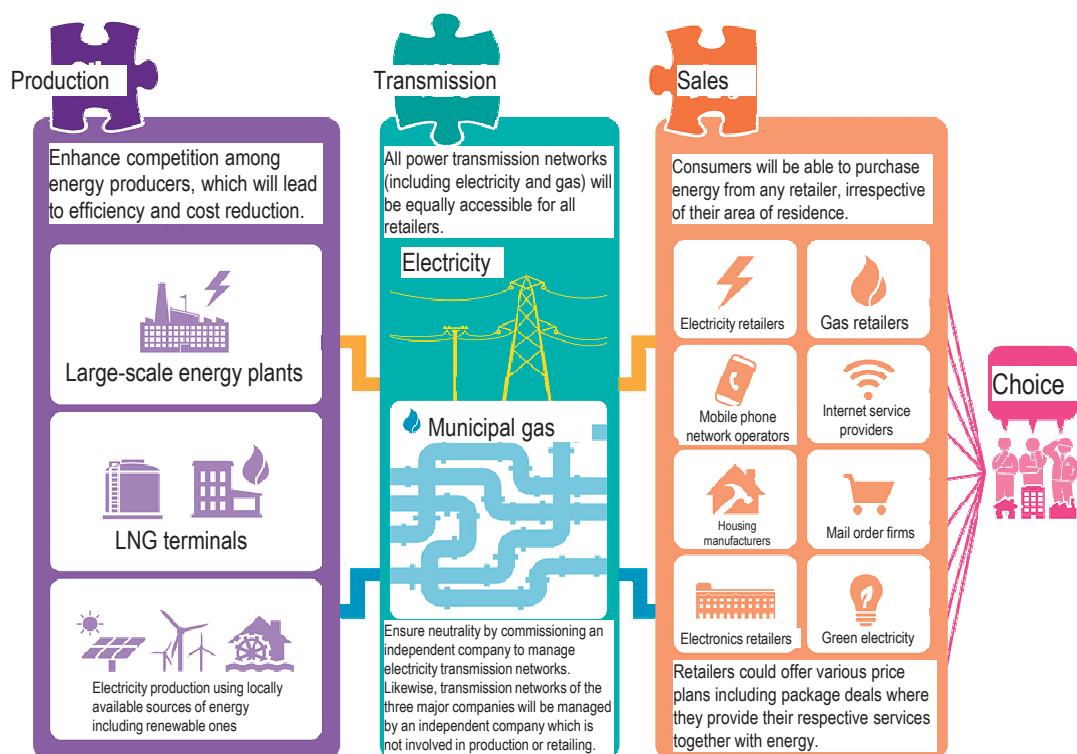 Production
Enhance competition among
energy producers, which will lead
to efficiency and cost reduction.
Large-scale energy plants
LNG terminals
Electricity production using locally
available sources of energy
including renewable ones
Transmission
All power transmission networks
(including electricity and gas) will
be equally accessible for all
retailers.
Electricity
Municipal gas
Ensure neutrality by commissioning an
independent company to manage
electricity transmission networks.
Likewise, transmission networks of the
three major companies will be managed
by an independent company which is
not involved in production or retailing.
Sales
Consumers will be able to purchase
energy from any retailer, irrespective
of their area of residence.
Electricity retailers
Gas retailers
Mobile phone
network operators
Internet service
providers
Housing
manufacturers
Mail order firms
Electronics retailers
Green electricity
Retailers could offer various price
plans including package deals where
they provide their respective services
together with energy.
Choice